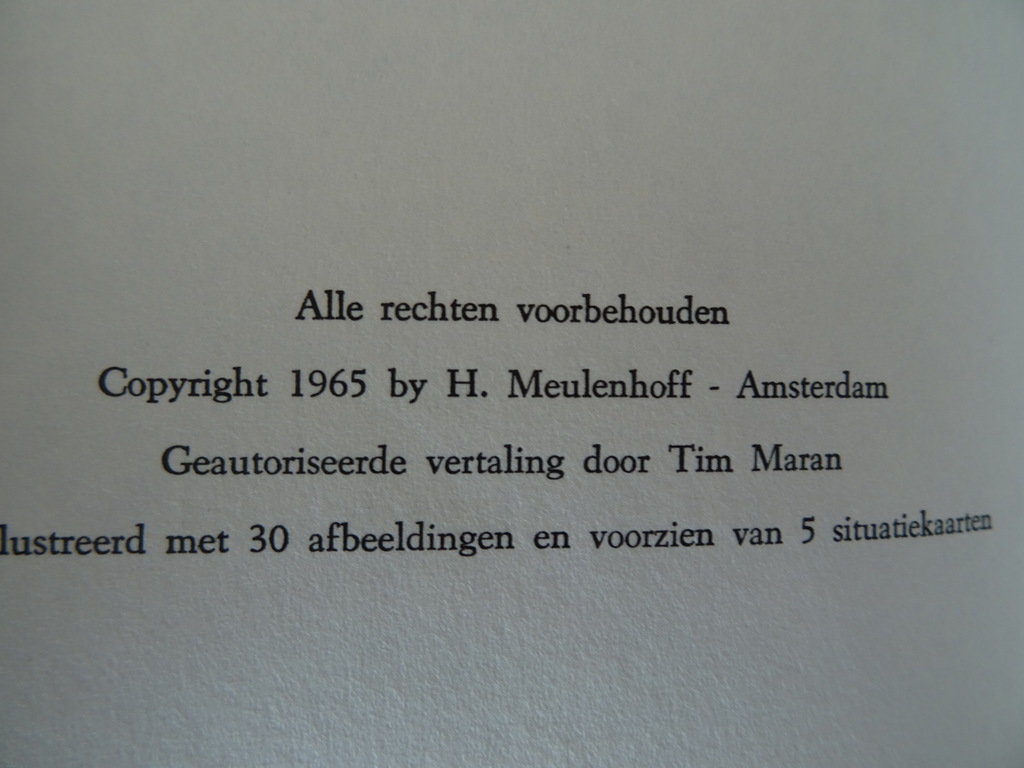 Alle rechten voorbehouden
Copyright 1965 by H. Meulenhoff - Amsterdam
Geautoriseerde vertaling door Tim Maran
lustreerd met 30 afbeeldingen en voorzien van 5 situatiekaarten